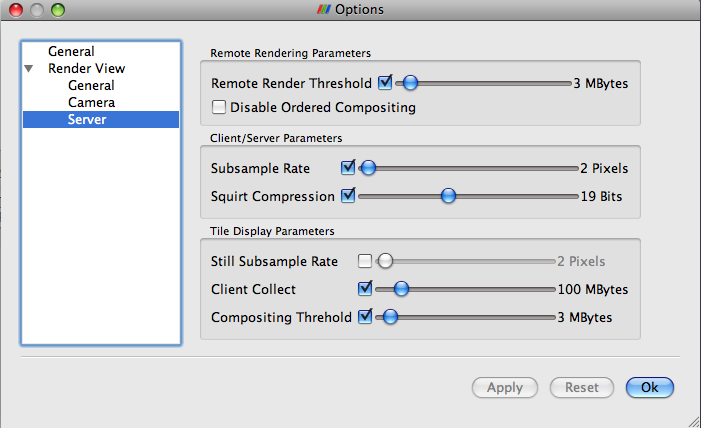 Options
General
Render View
General
Camera
Server
Remote Rendering Parameters
Remote Render Threshold 3 MBytes
Disable Ordered Compositing
Client/Server Parameters
Subsample Rate 2 Pixels
Squirt Compression 19 Bits
Tile Display Parameters
Still Subsample Rate 2 Pixels
Client Collect 100 MBytes
Compositing Threhold 3 MBytes
Apply Reset Ok